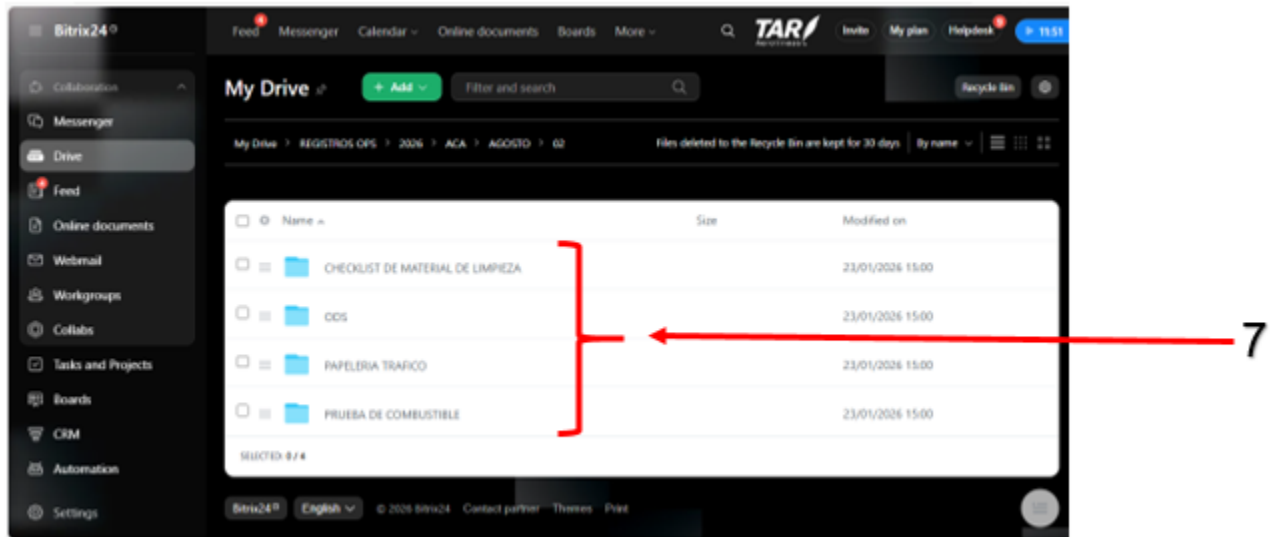 Bitrix24
Feed 4 Messenger Calendar Online documents Boards More TAR Invite My plan Helpdesk 11:51
Collaboration
My Drive + Add Filter and search Recycle Bin
Messenger
My Drive > REGISTROS OPS > 2026 > ACA > AGOSTO > 02 Files deleted to the Recycle Bin are kept for 30 days By name
Drive
Feed
Online documents
Name Size Modified on
Webmail
CHECKLIST DE MATERIAL DE LIMPIEZA 23/01/2026 15:00
Workgroups
ODS 23/01/2026 15:00
Collabs
7
Tasks and Projects
PAPELERIA TRAFICO 23/01/2026 15:00
Boards
PRUEBA DE COMBUSTIBLE 23/01/2026 15:00
CRM
SELECTED: 0 / 4
Automation
Settings
Bitrix24 English © 2026 Bitrix24 Contact partner Themes Print